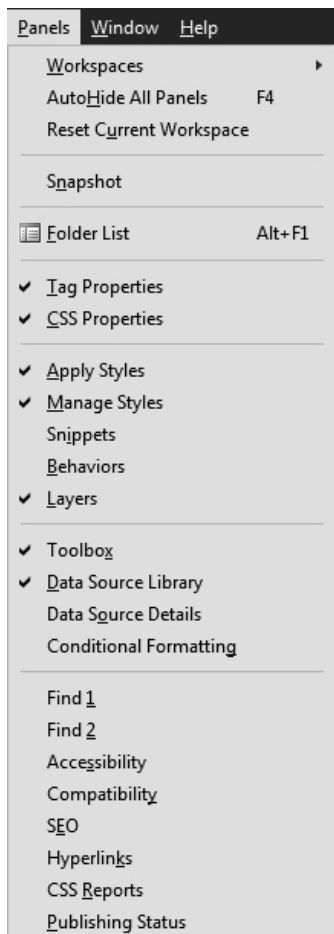 Panels Window Help
Workspaces
AutoHide All Panels F4
Reset Current Workspace
Snapshot
Folder List Alt+F1
Tag Properties
CSS Properties
Apply Styles
Manage Styles
Snippets
Behaviors
Layers
Toolbox
Data Source Library
Data Source Details
Conditional Formatting
Find 1
Find 2
Accessibility
Compatibility
SEO
Hyperlinks
CSS Reports
Publishing Status